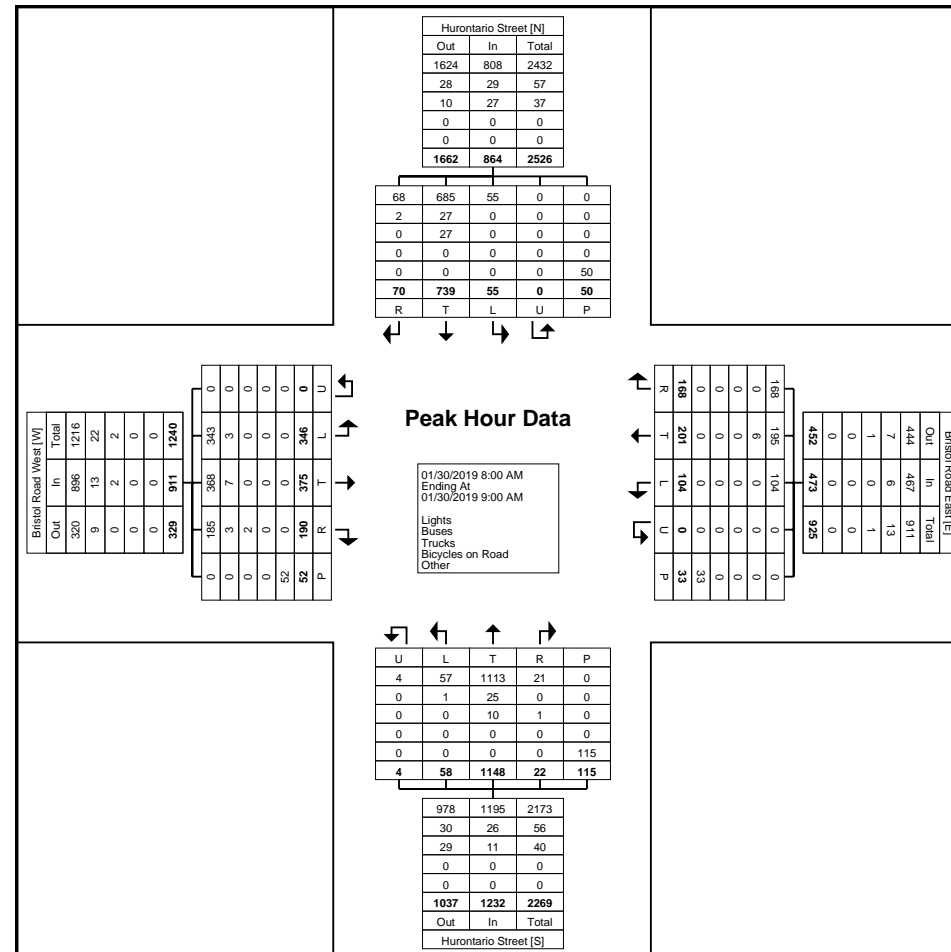 Hurontario Street [N]
Out In Total
1624 808 2432
28 29 57
10 27 37
0 0 0
0 0 0
1662 864 2526
68 685 55 0 0
2 27 0 0 0
0 27 0 0 0
0 0 0 0 0
0 0 0 0 50
70 739 55 0 50
R T L U P
Bristol Road West [W]
Out In Total
320 896 1216
9 13 22
0 2 2
0 0 0
0 0 0
329 911 1240
0 185 368 343 0
0 3 7 3 0
0 2 0 0 0
0 0 0 0 0
52 0 0 0 0
52 190 375 346 0
P R T L U
Peak Hour Data
01/30/2019 8:00 AM
Ending At
01/30/2019 9:00 AM
Lights
Buses
Trucks
Bicycles on Road
Other
Bristol Road East [E]
Out In Total
444 467 911
7 6 13
1 0 1
0 0 0
0 0 0
452 473 925
168 195 104 0 0
0 6 0 0 0
0 0 0 0 0
0 0 0 0 0
0 0 0 0 33
168 201 104 0 33
R T L U P
U L T R P
4 57 1113 21 0
0 1 25 0 0
0 0 10 1 0
0 0 0 0 0
0 0 0 0 115
4 58 1148 22 115
978 1195 2173
30 26 56
29 11 40
0 0 0
0 0 0
1037 1232 2269
Out In Total
Hurontario Street [S]